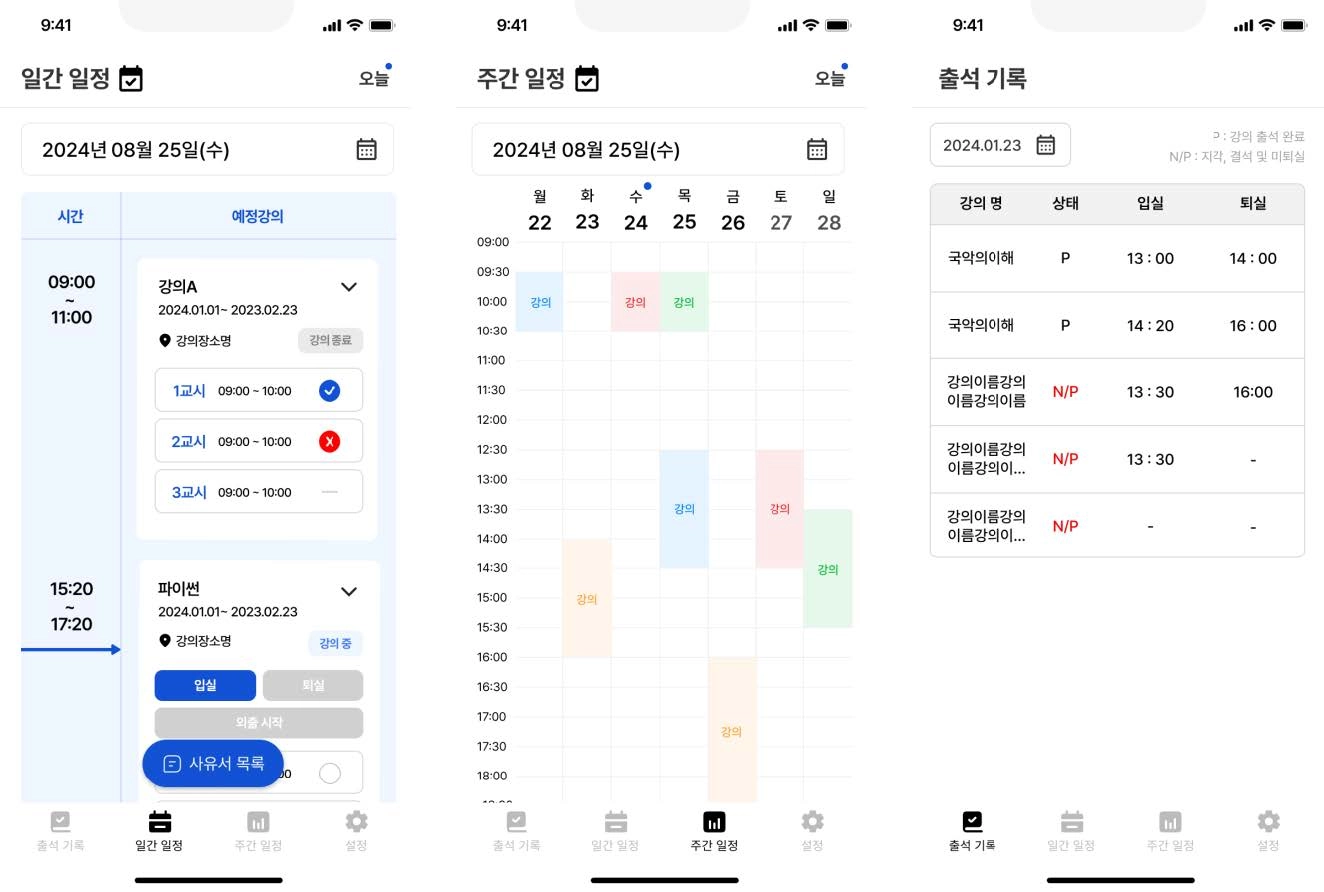 9:41
일간 일정
오늘
2024년 08월 25일(수)
시간 예정강의
09:00
~
11:00
강의A
2024.01.01~ 2023.02.23
강의장소명
강의 종료
1교시 09:00 ~ 10:00
2교시 09:00 ~ 10:00
X
3교시 09:00 ~ 10:00
15:20
~
17:20
파이썬
2024.01.01~ 2023.02.23
강의장소명
강의 중
입실 퇴실
외출 시작
사유서 목록
00
출석 기록 일간 일정 주간 일정 설정
9:41
주간 일정
오늘
2024년 08월 25일(수)
월 화 수 목 금 토 일
22 23 24 25 26 27 28
09:00
09:30
10:00 강의 강의 강의
10:30
11:00
11:30
12:00
12:30
13:00
13:30 강의 강의
14:00
14:30 강의
15:00 강의
15:30
16:00
16:30
17:00 강의
17:30
18:00
출석 기록 일간 일정 주간 일정 설정
9:41
출석 기록
2024.01.23
P : 강의 출석 완료
N/P : 지각, 결석 및 미퇴실
강의 명 상태 입실 퇴실
국악의이해 P 13 : 00 14 : 00
국악의이해 P 14 : 20 16 : 00
강의이름강의
이름강의이름
N/P 13 : 30 16:00
강의이름강의
이름강의이...
N/P 13 : 30 -
강의이름강의
이름강의이...
N/P - -
출석 기록 일간 일정 주간 일정 설정